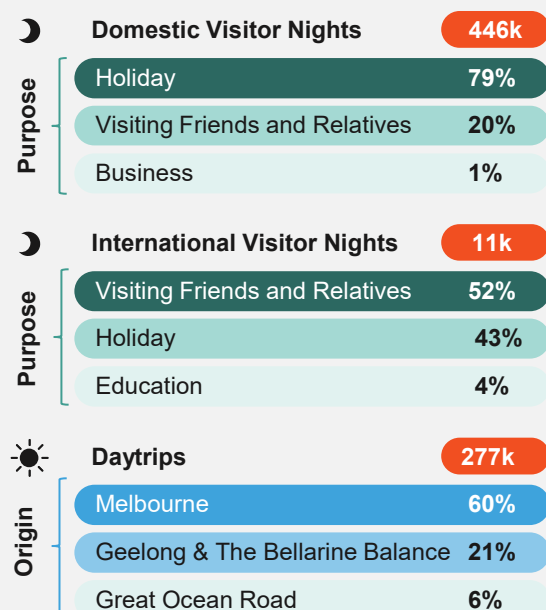 Domestic Visitor Nights 446k
Purpose
Holiday 79%
Visiting Friends and Relatives 20%
Business 1%
International Visitor Nights 11k
Purpose
Visiting Friends and Relatives 52%
Holiday 43%
Education 4%
Daytrips 277k
Origin
Melbourne 60%
Geelong & The Bellarine Balance 21%
Great Ocean Road 6%